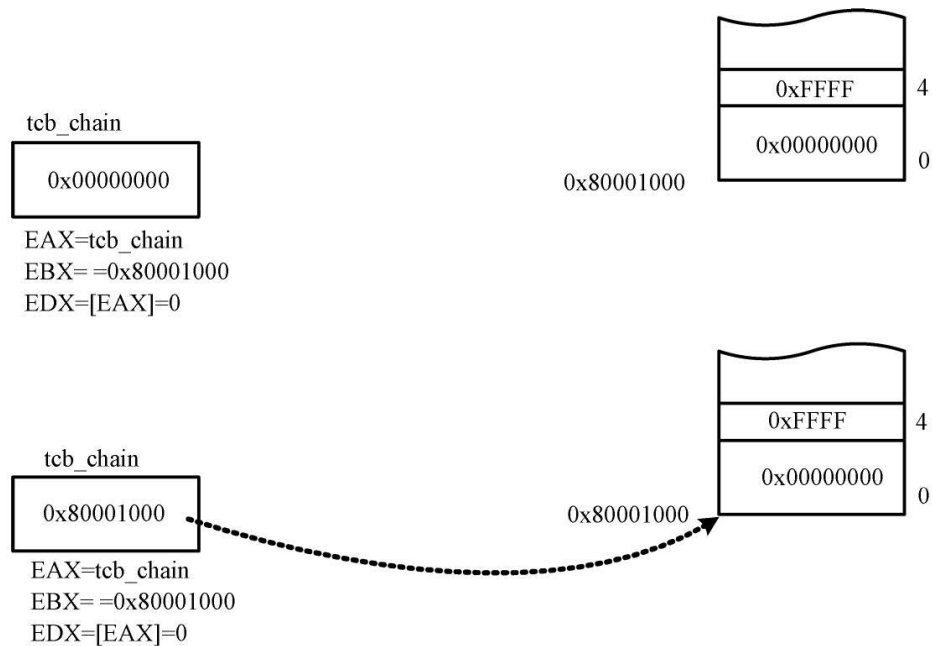 0xFFFF 4
tcb_chain
0x00000000
0x00000000 0
0x80001000
EAX=tcb_chain
EBX= =0x80001000
EDX=[EAX]=0
0xFFFF 4
tcb_chain
0x00000000
0
0x80001000
0x80001000
EAX=tcb_chain
EBX= =0x80001000
EDX=[EAX]=0